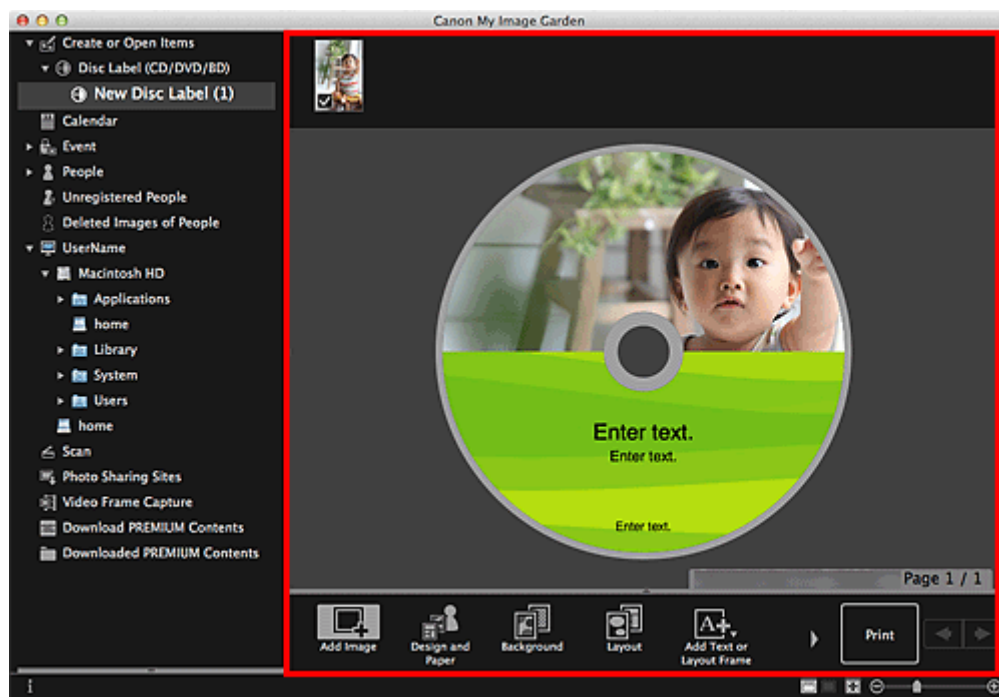 Canon My Image Garden
Create or Open Items
Disc Label (CD/DVD/BD)
New Disc Label (1)
Calendar
Event
People
Unregistered People
Deleted Images of People
UserName
Macintosh HD
Applications
home
Library
System
Users
home
Scan
Photo Sharing Sites
Video Frame Capture
Download PREMIUM Contents
Downloaded PREMIUM Contents
Enter text.
Enter text.
Enter text.
Page 1 / 1
Add Image
Design and
Paper
Background
Layout
Add Text or
Layout Frame
Print